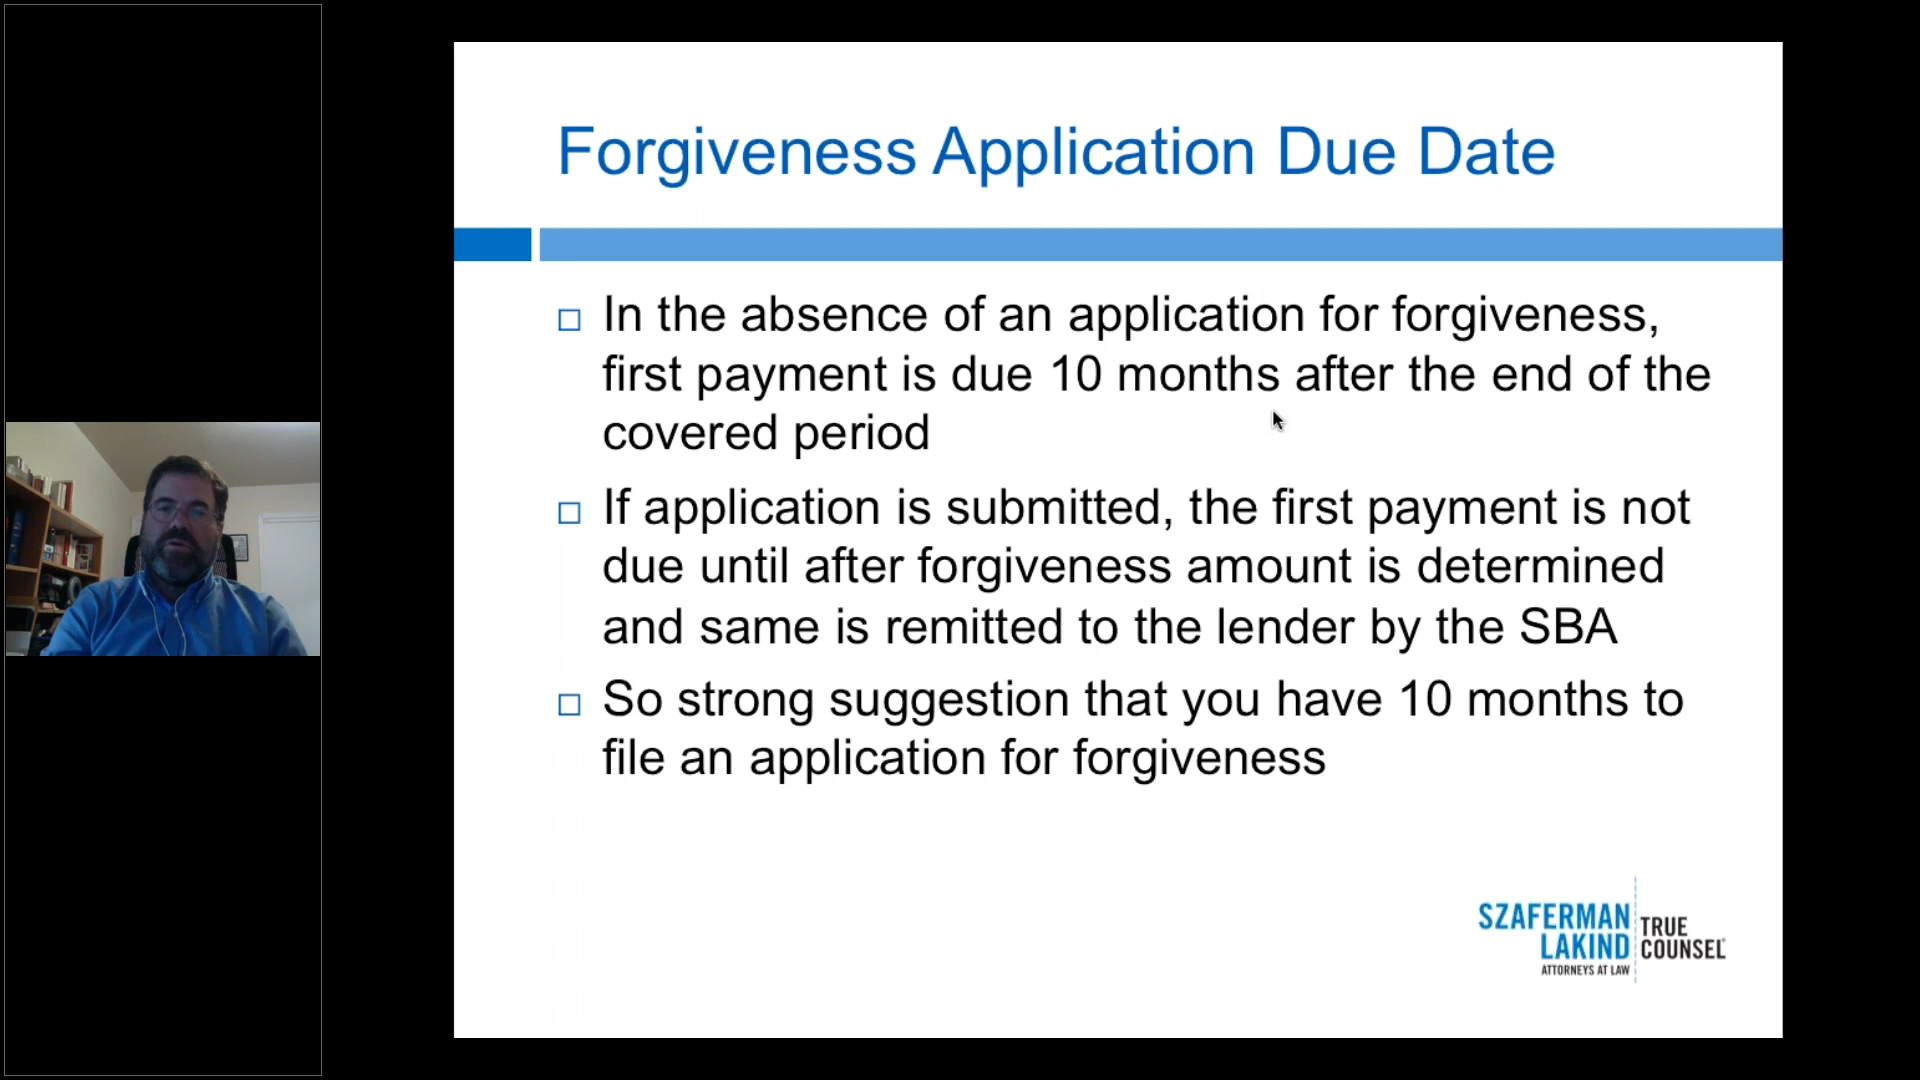 Forgiveness Application Due Date
In the absence of an application for forgiveness,
first payment is due 10 months after the end of the
covered period
If application is submitted, the first payment is not
due until after forgiveness amount is determined
and same is remitted to the lender by the SBA
So strong suggestion that you have 10 months to
file an application for forgiveness
SZAFERMAN
LAKIND
ATTORNEYS AT LAW
TRUE
COUNSEL